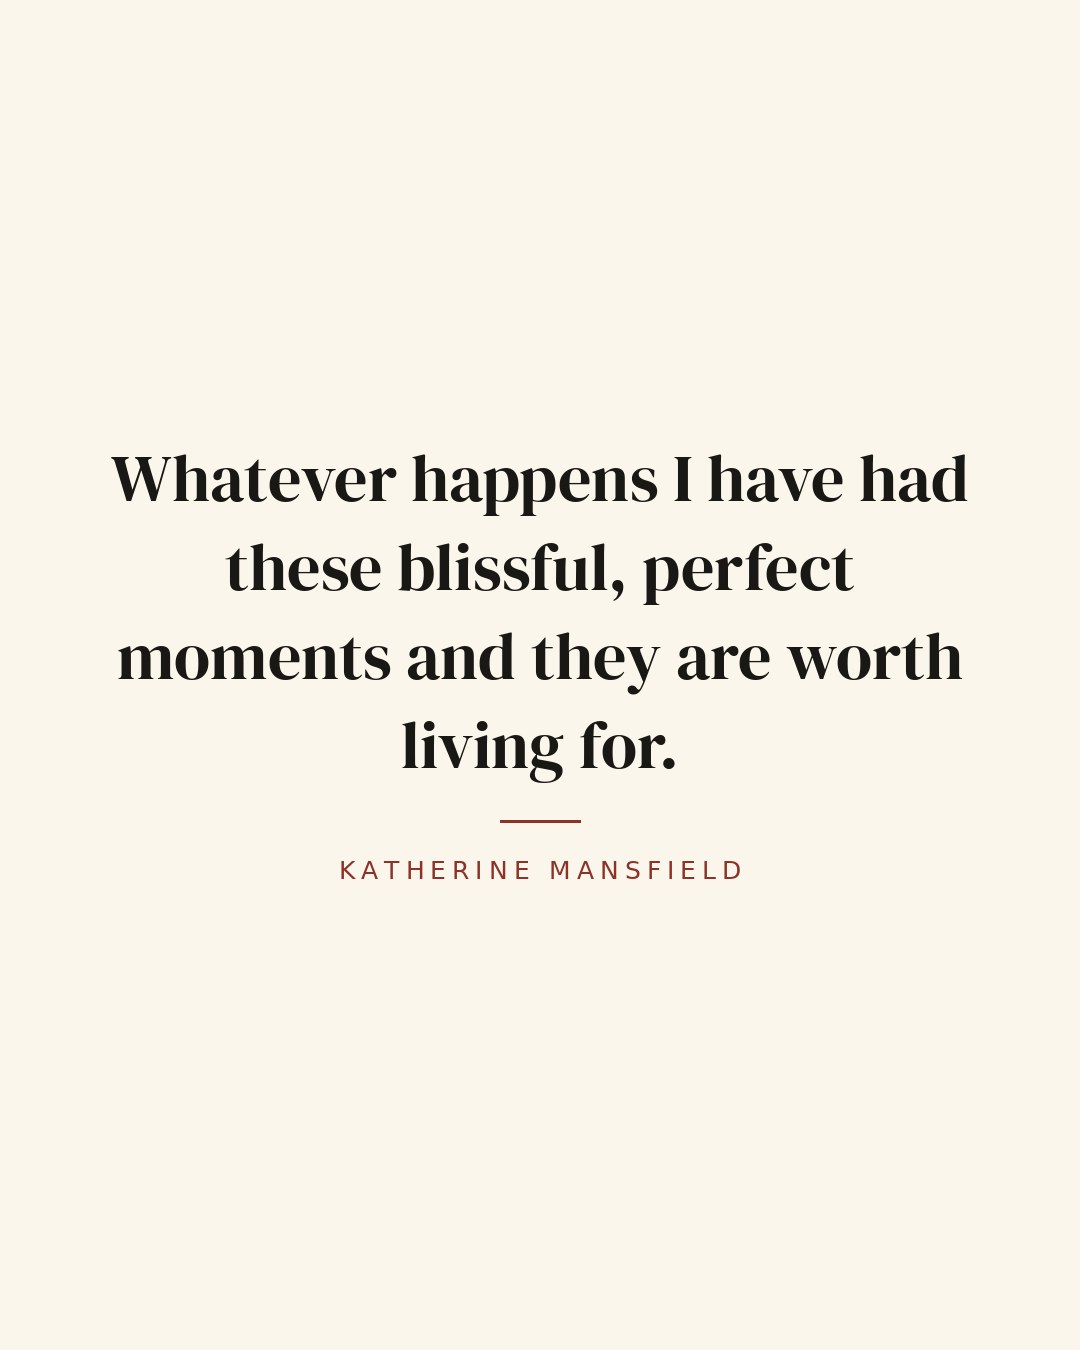 Whatever happens I have had
these blissful, perfect
moments and they are worth
living for.
KATHERINE MANSFIELD